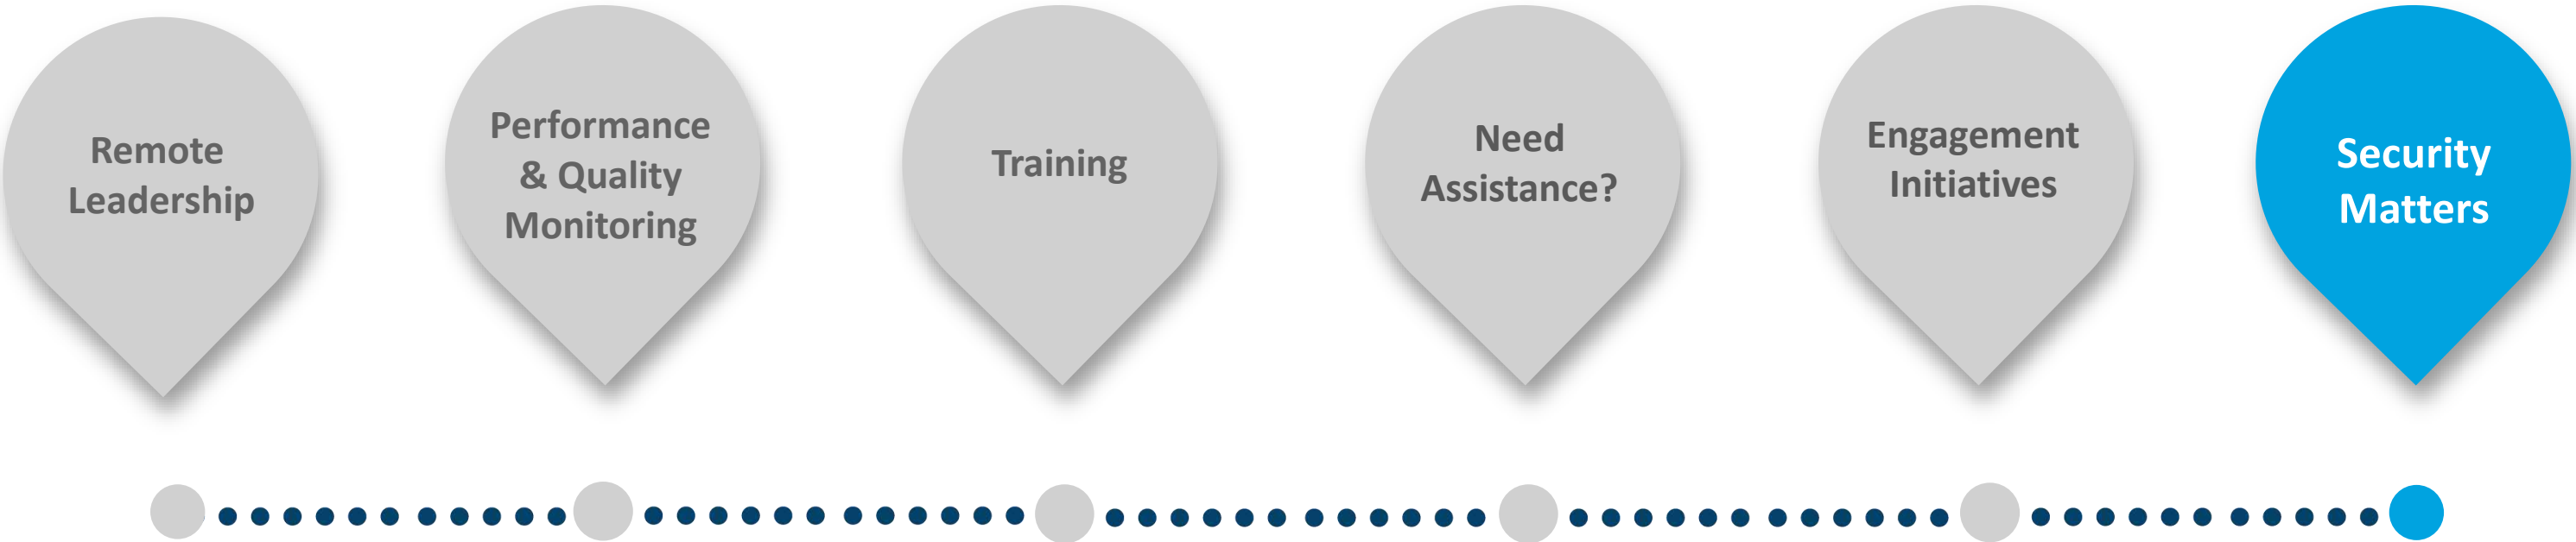 Remote
Leadership
Performance
& Quality
Monitoring
Training
Need
Assistance?
Engagement
Initiatives
Security
Matters